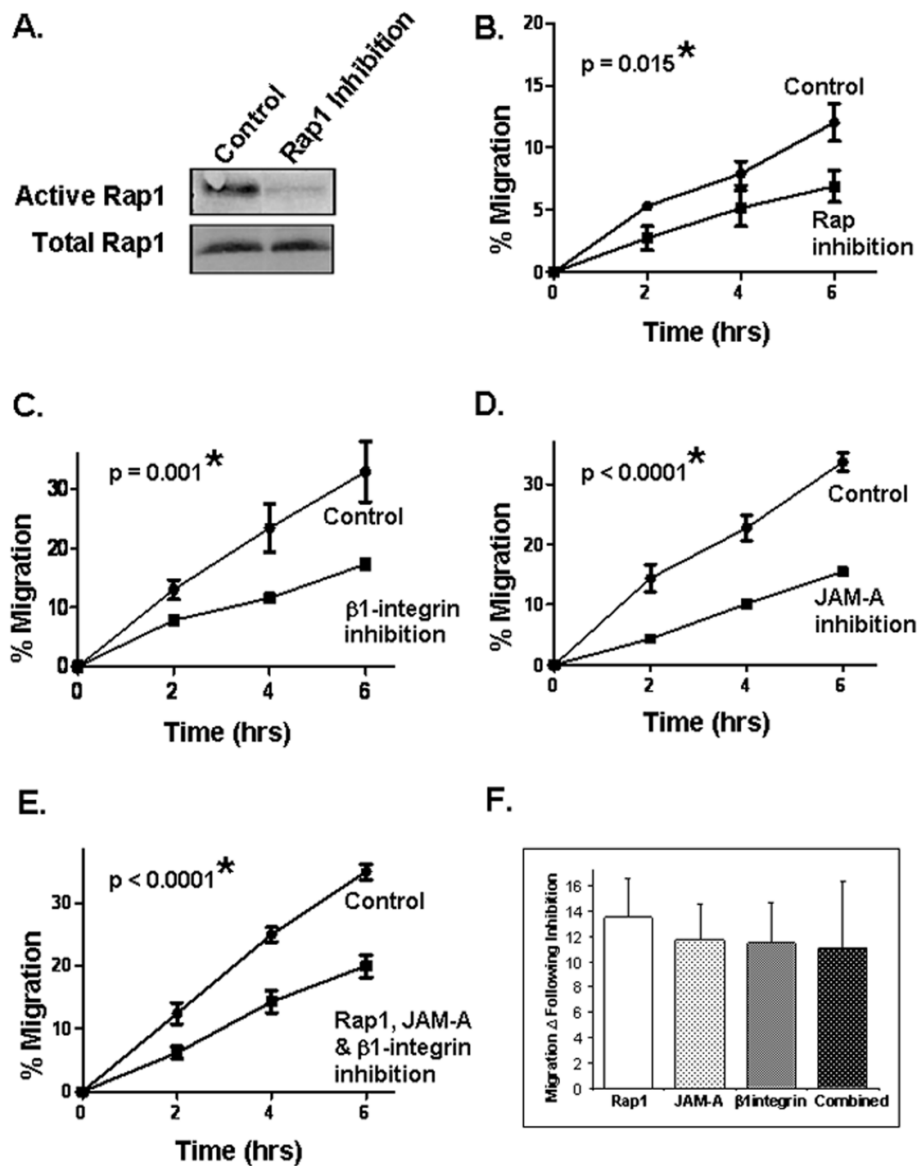 A.
Control
Rap1 Inhibition
Active Rap1
Total Rap1
B.
p = 0.015*
% Migration
20
15
10
5
0
0 2 4 6
Time (hrs)
Control
Rap
inhibition
C.
p = 0.001*
% Migration
30
20
10
0
0 2 4 6
Time (hrs)
Control
β1-integrin
inhibition
D.
p < 0.0001*
% Migration
30
20
10
0
0 2 4 6
Time (hrs)
Control
JAM-A
inhibition
E.
p < 0.0001*
% Migration
30
20
10
0
0 2 4 6
Time (hrs)
Control
Rap1, JAM-A
& β1-integrin
inhibition
F.
Migration Δ Following Inhibition
16
14
12
10
8
6
4
2
0
Rap1 JAM-A β1integrin Combined